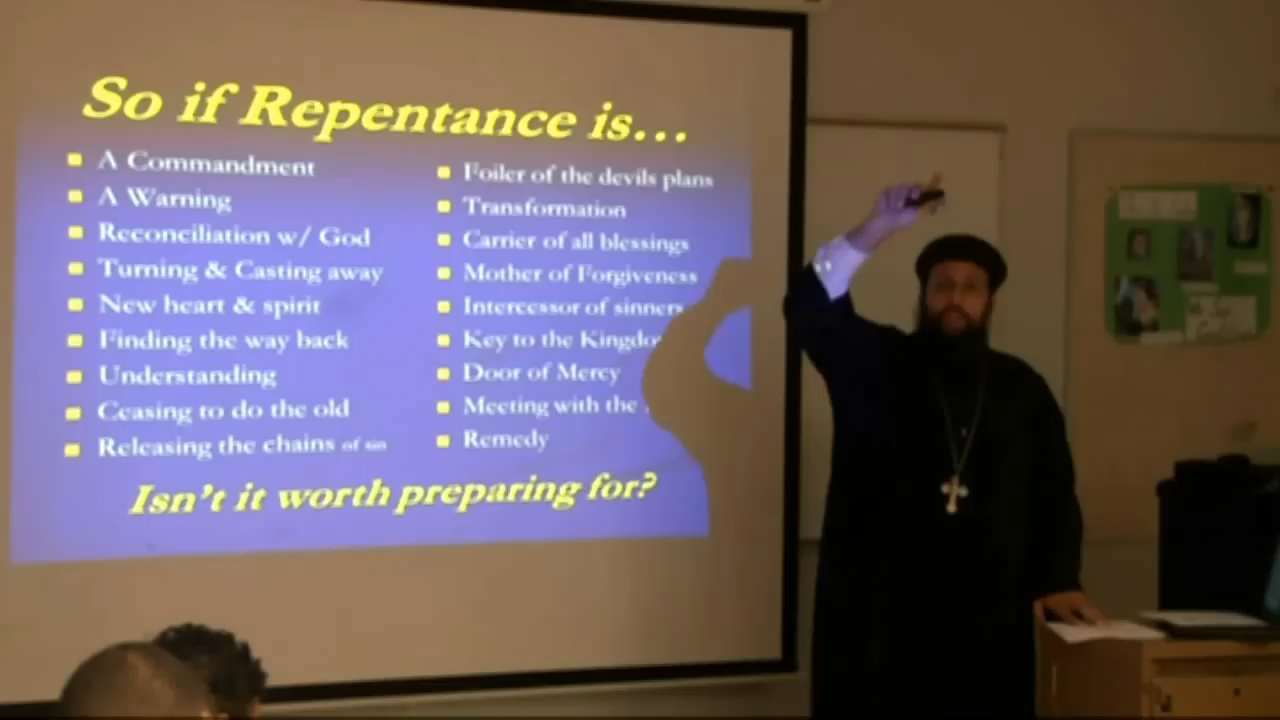 So if Repentance is...
A Commandment
A Warning
Reconciliation w/ God
Turning & Casting away
New heart & spirit
Finding the way back
Understanding
Ceasing to do the old
Releasing the chains of sin
Foiler of the devils plans
Transformation
Carrier of all blessings
Mother of Forgiveness
Intercessor of sinners
Key to the
Door of Mercy
Meeting with the
Remedy
Isn't it worth preparing for?